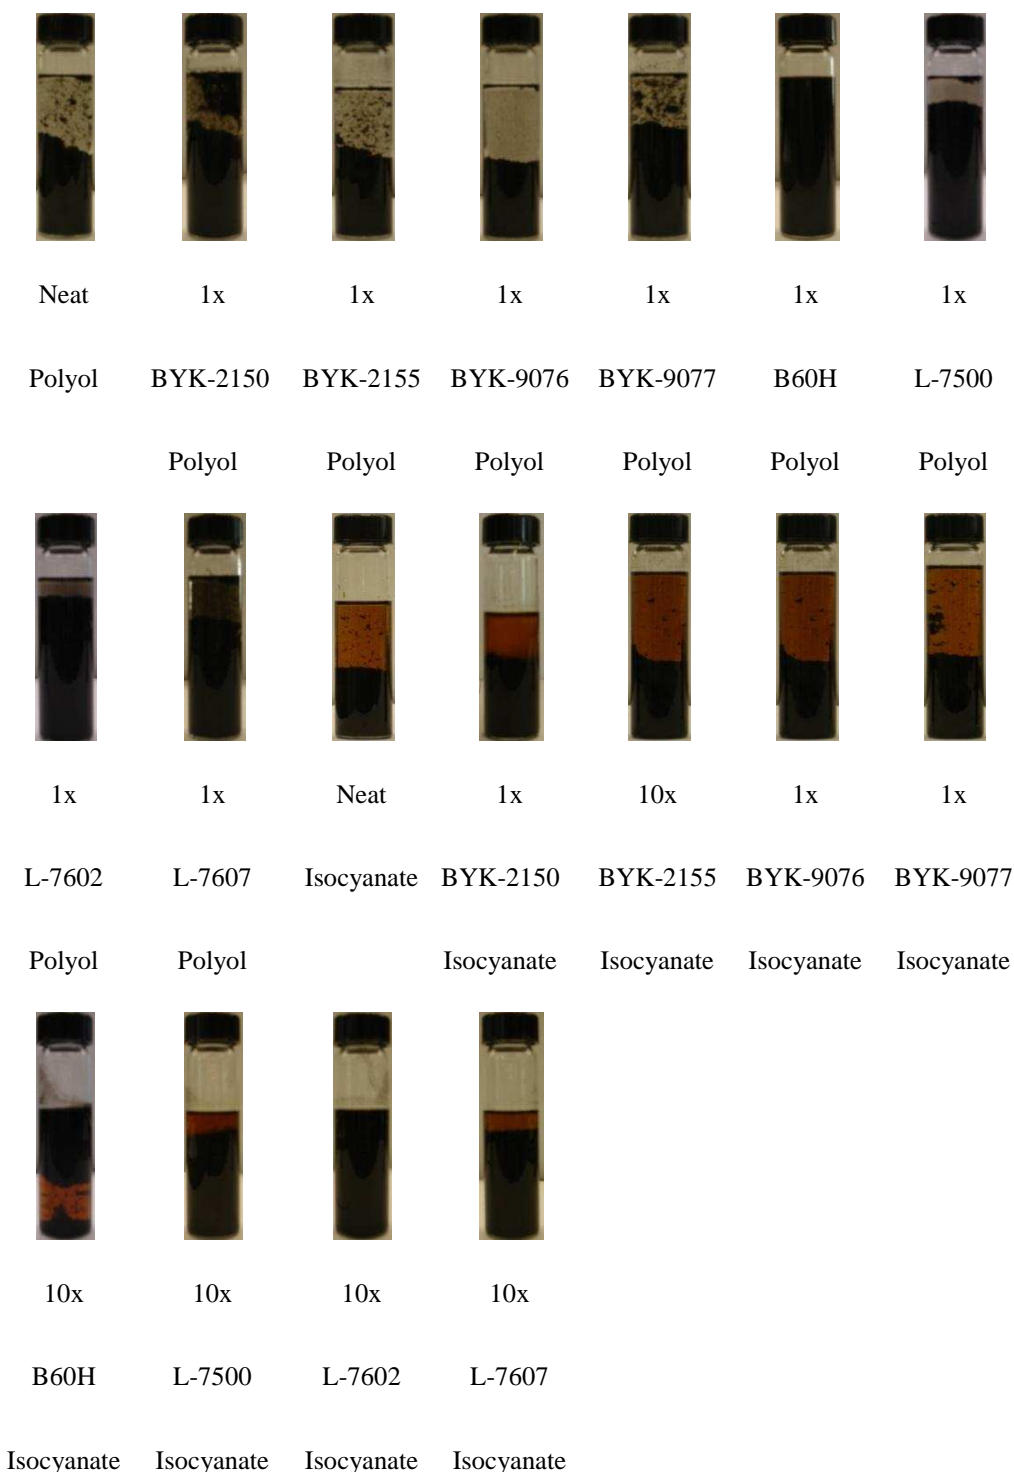 Neat 1x 1x 1x 1x 1x 1x
Polyol BYK-2150 BYK-2155 BYK-9076 BYK-9077 B60H L-7500
Polyol Polyol Polyol Polyol Polyol Polyol
1x 1x Neat 1x 10x 1x 1x
L-7602 L-7607 Isocyanate BYK-2150 BYK-2155 BYK-9076 BYK-9077
Polyol Polyol Isocyanate Isocyanate Isocyanate Isocyanate
10x 10x 10x 10x
B60H L-7500 L-7602 L-7607
Isocyanate Isocyanate Isocyanate Isocyanate